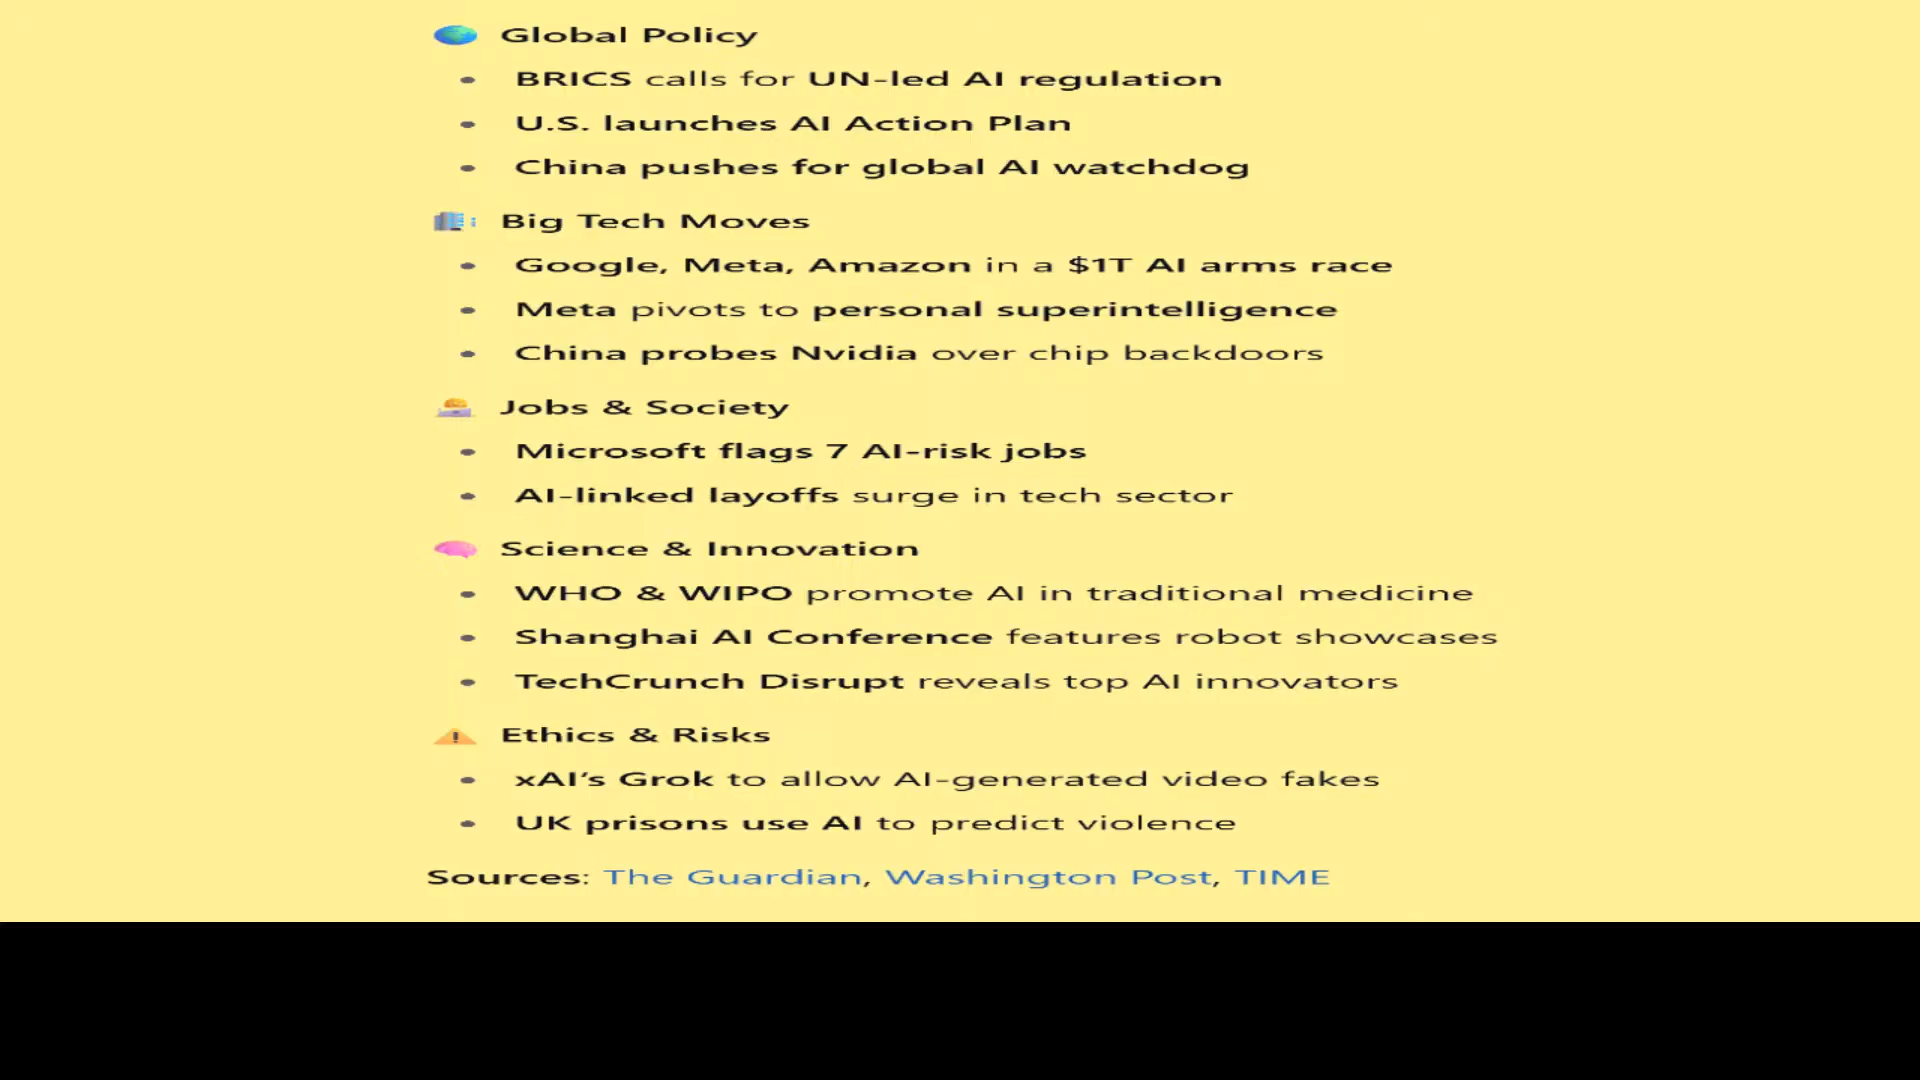 Global Policy
BRICS calls for UN-led AI regulation
U.S. launches AI Action Plan
China pushes for global AI watchdog
Big Tech Moves
Google, Meta, Amazon in a $1T AI arms race
Meta pivots to personal superintelligence
China probes Nvidia over chip backdoors
Jobs & Society
Microsoft flags 7 AI-risk jobs
AI-linked layoffs surge in tech sector
Science & Innovation
WHO & WIPO promote AI in traditional medicine
Shanghai AI Conference features robot showcases
TechCrunch Disrupt reveals top AI innovators
Ethics & Risks
xAI’s Grok to allow AI-generated video fakes
UK prisons use AI to predict violence
Sources: The Guardian, Washington Post, TIME